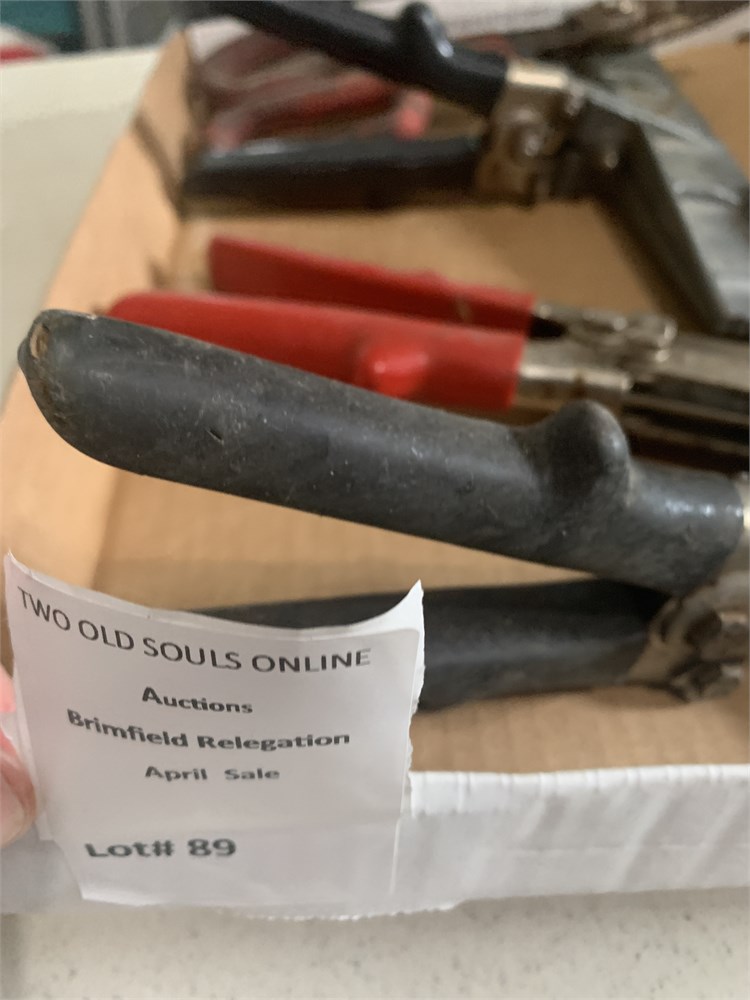 TWO OLD SOULS ONLINE
Auctions
Brimfield Relegation
April Sale
Lot# 89